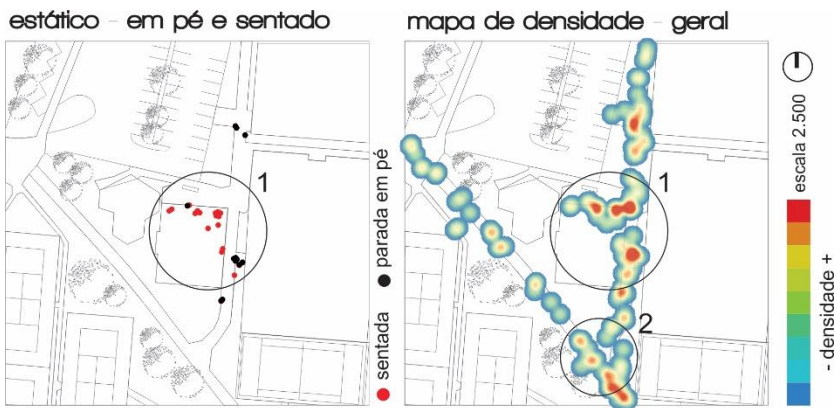 estático - em pé e sentado
1
sentada
parada em pé
mapa de densidade - geral
1
2
escala 2.500
- densidade +